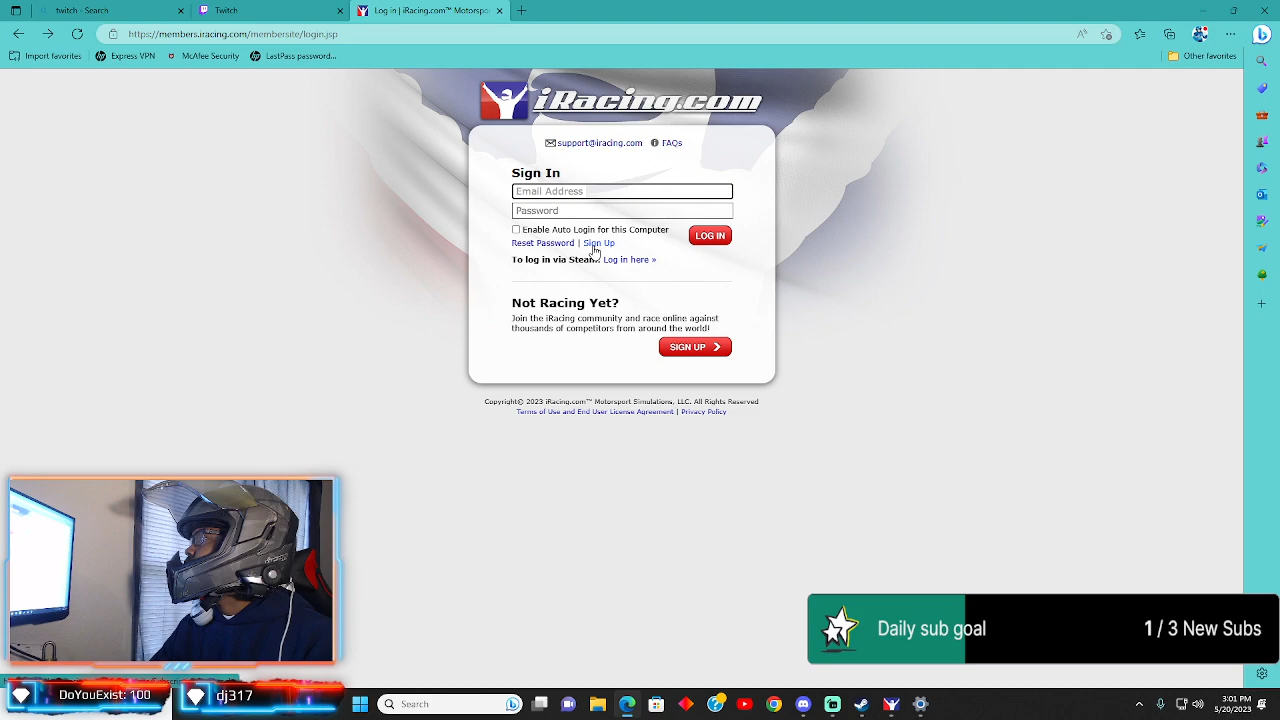 twitch - Search
Twitch
Log in | iRacing.com™ Motorspo
https://members.iracing.com/membersite/login.jsp
Import favorites
Express VPN
McAfee Security
LastPass password...
Other favorites
iRacing.com
support@iracing.com
FAQs
Sign In
Email Address
Password
Enable Auto Login for this Computer
LOG IN
Reset Password | Sign Up
To log in via Steam: Log in here »
Not Racing Yet?
Join the iRacing community and race online against
thousands of competitors from around the world!
SIGN UP
Copyright© 2023 iRacing.com™ Motorsport Simulations, LLC. All Rights Reserved
Terms of Use and End User License Agreement | Privacy Policy
Daily sub goal
1 / 3 New Subs
DoYouExist: 100
dj317
Search
3:01 PM
5/20/2023